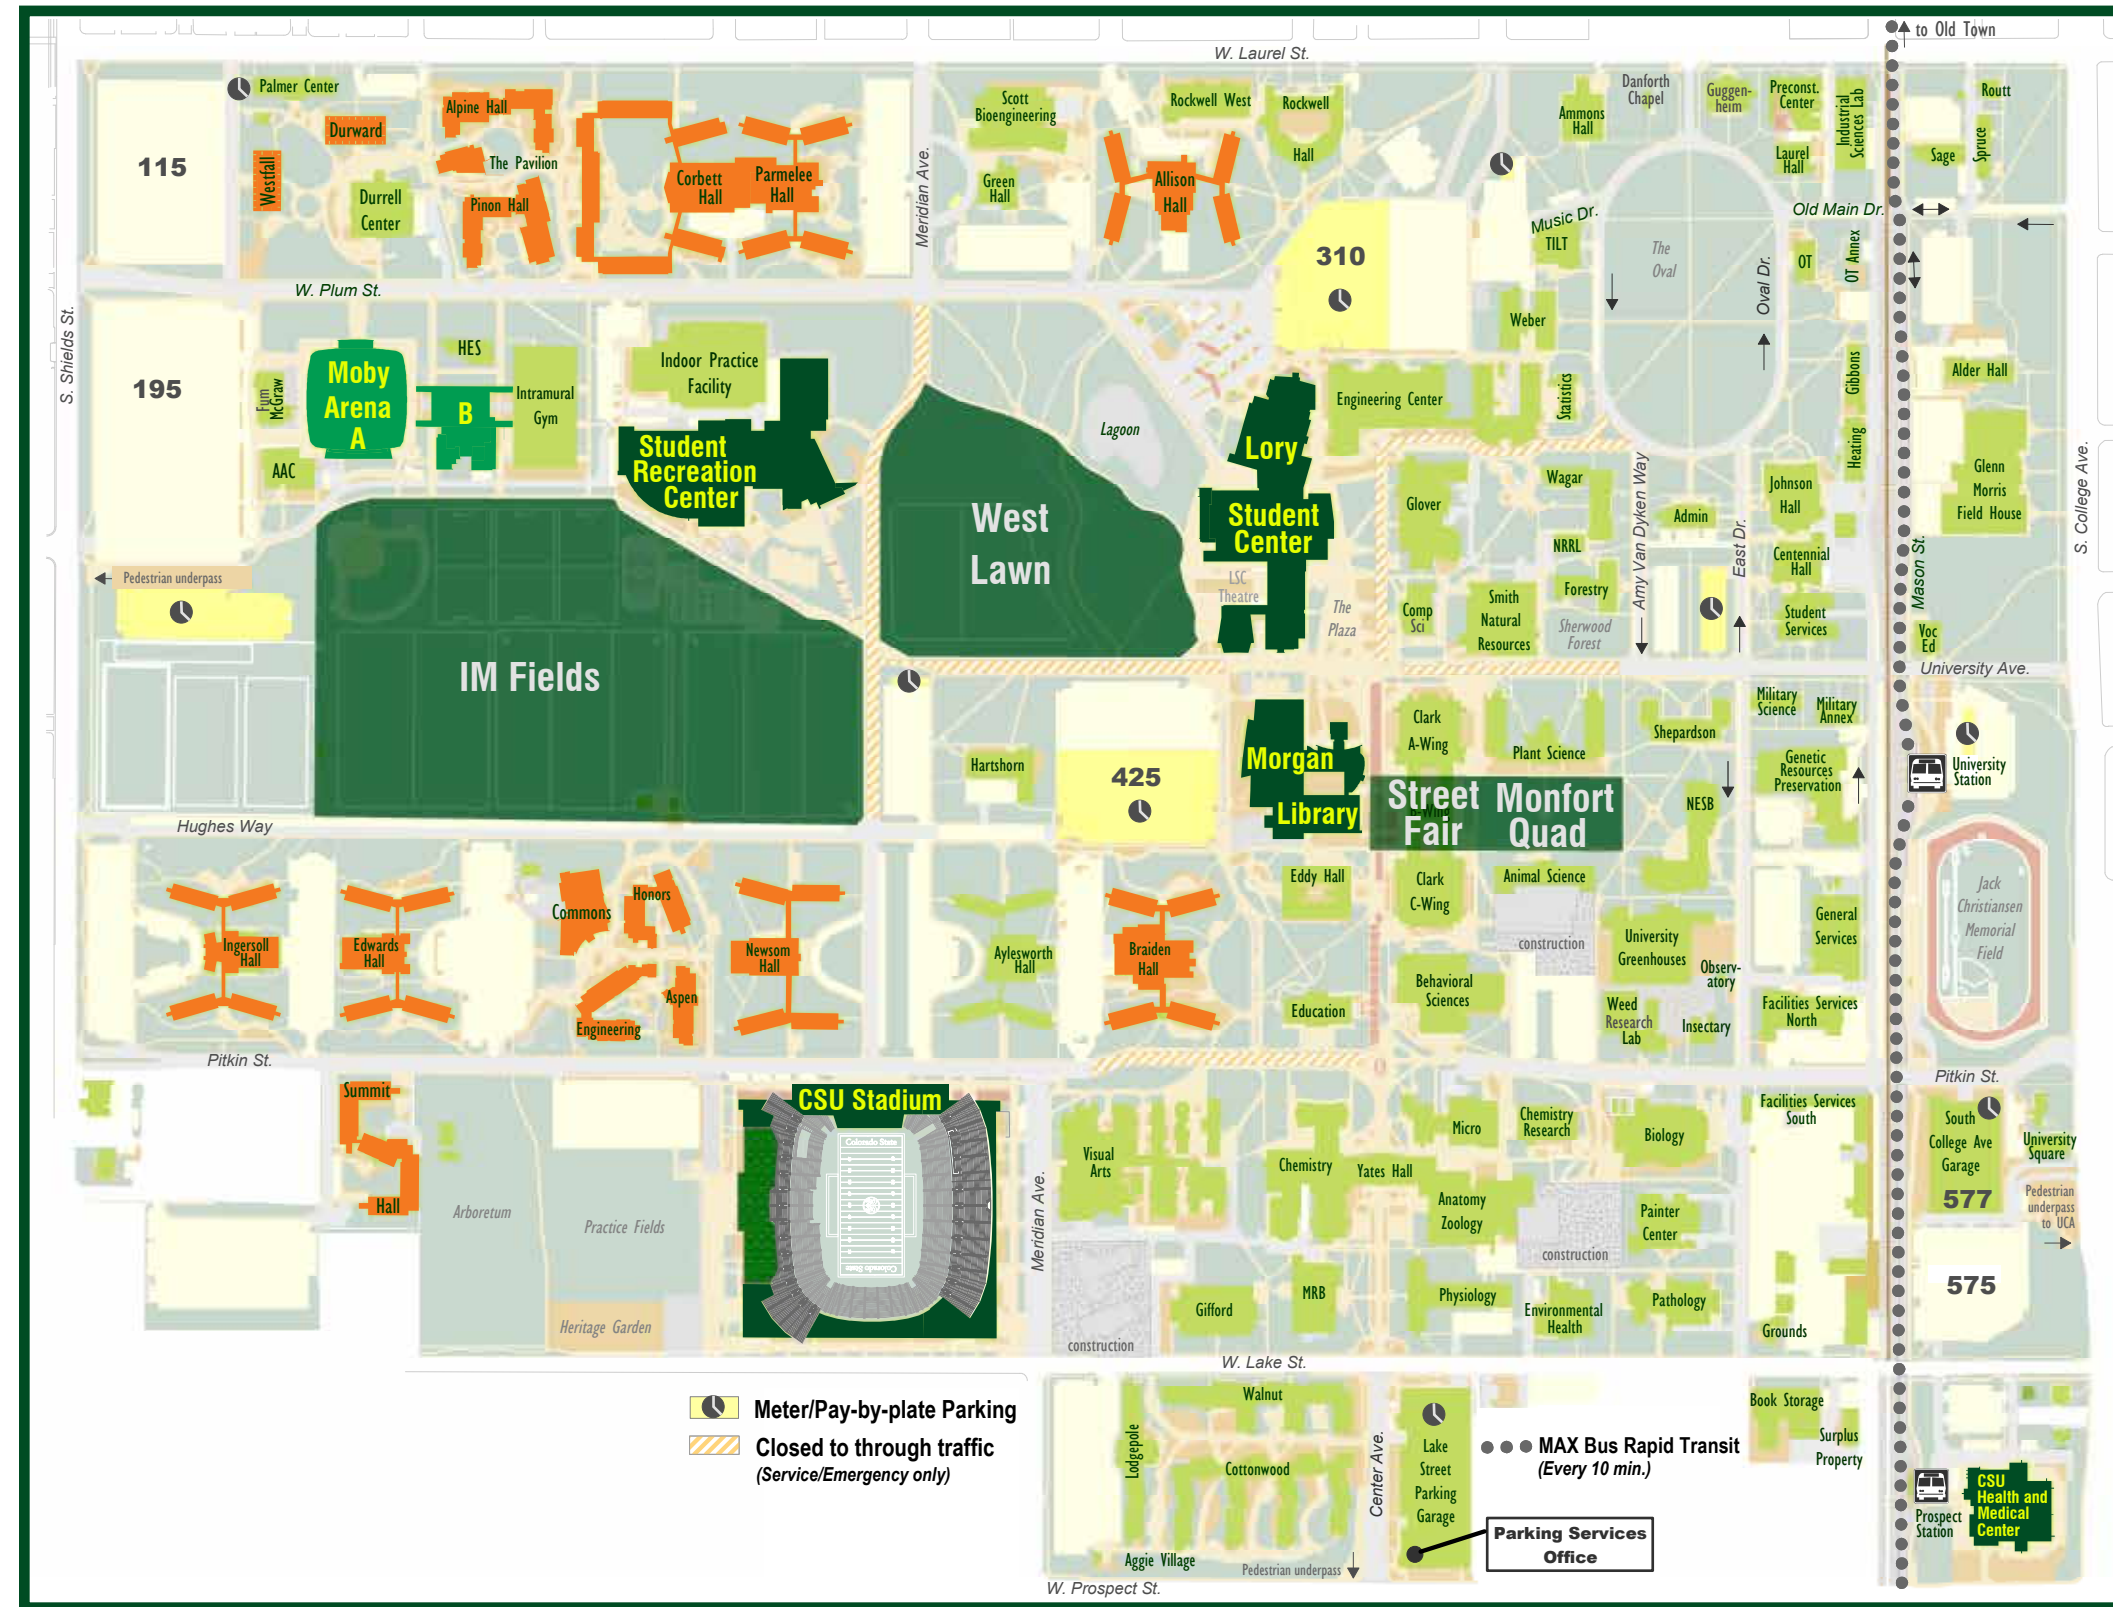 to Old Town
W. Laurel St.
Palmer Center
Alpine Hall
Durward
The Pavilion
Westfall
Durrell
Center
Pinon Hall
Corbett
Hall
Parmelee
Hall
115
Meridian Ave.
Scott
Bioengineering
Green
Hall
Rockwell West
Rockwell
Hall
Allison
Hall
Ammons
Hall
Danforth
Chapel
Guggen-
heim
Preconst.
Center
Industrial
Sciences Lab
Laurel
Hall
Routt
Spruce
Sage
Old Main Dr.
Music Dr.
TILT
The
Oval
Oval Dr.
OT
OT Annex
310
Weber
W. Plum St.
S. Shields St.
195
Moby
Arena
A
B
HES
Fum
McGraw
AAC
Intramural
Gym
Indoor Practice
Facility
Student
Recreation
Center
Lagoon
Lory
Student
Center
LSC
Theatre
The
Plaza
West
Lawn
Engineering Center
Statistics
Gibbons
Heating
Alder Hall
Glenn
Morris
Field House
S. College Ave.
Glover
Wagar
NRRL
Forestry
Comp
Sci
Smith
Natural
Resources
Sherwood
Forest
Amy Van Dyken Way
Admin
East Dr.
Johnson
Hall
Centennial
Hall
Student
Services
Mason St.
Voc
Ed
University Ave.
Pedestrian underpass
IM Fields
Hartshorn
425
Morgan
Library
Clark
A-Wing
B-Wing
Street
Fair
Monfort
Quad
Plant Science
Shepardson
NESB
Military
Science
Military
Annex
Genetic
Resources
Preservation
University
Station
Hughes Way
Ingersoll
Hall
Edwards
Hall
Commons
Honors
Engineering
Aspen
Newsom
Hall
Aylesworth
Hall
Braiden
Hall
Eddy Hall
Education
Clark
C-Wing
Animal Science
construction
Behavioral
Sciences
University
Greenhouses
Observ-
atory
Weed
Research
Lab
Insectary
General
Services
Facilities Services
North
Jack
Christiansen
Memorial
Field
Pitkin St.
Pitkin St.
Summit
Hall
Arboretum
Practice Fields
Heritage Garden
CSU Stadium
Colorado State
Colorado State
Meridian Ave.
Visual
Arts
Chemistry
Yates Hall
Micro
Chemistry
Research
Biology
Anatomy
Zoology
construction
Painter
Center
Facilities Services
South
South
College Ave
Garage
577
University
Square
Pedestrian
underpass
to UCA
575
Gifford
MRB
Physiology
Environmental
Health
Pathology
Grounds
construction
W. Lake St.
Meter/Pay-by-plate Parking
Closed to through traffic
(Service/Emergency only)
Walnut
Lodgepole
Cottonwood
Aggie Village
Pedestrian underpass
Center Ave.
Lake
Street
Parking
Garage
MAX Bus Rapid Transit
(Every 10 min.)
Parking Services
Office
Book Storage
Surplus
Property
Prospect
Station
CSU
Health and
Medical
Center
W. Prospect St.